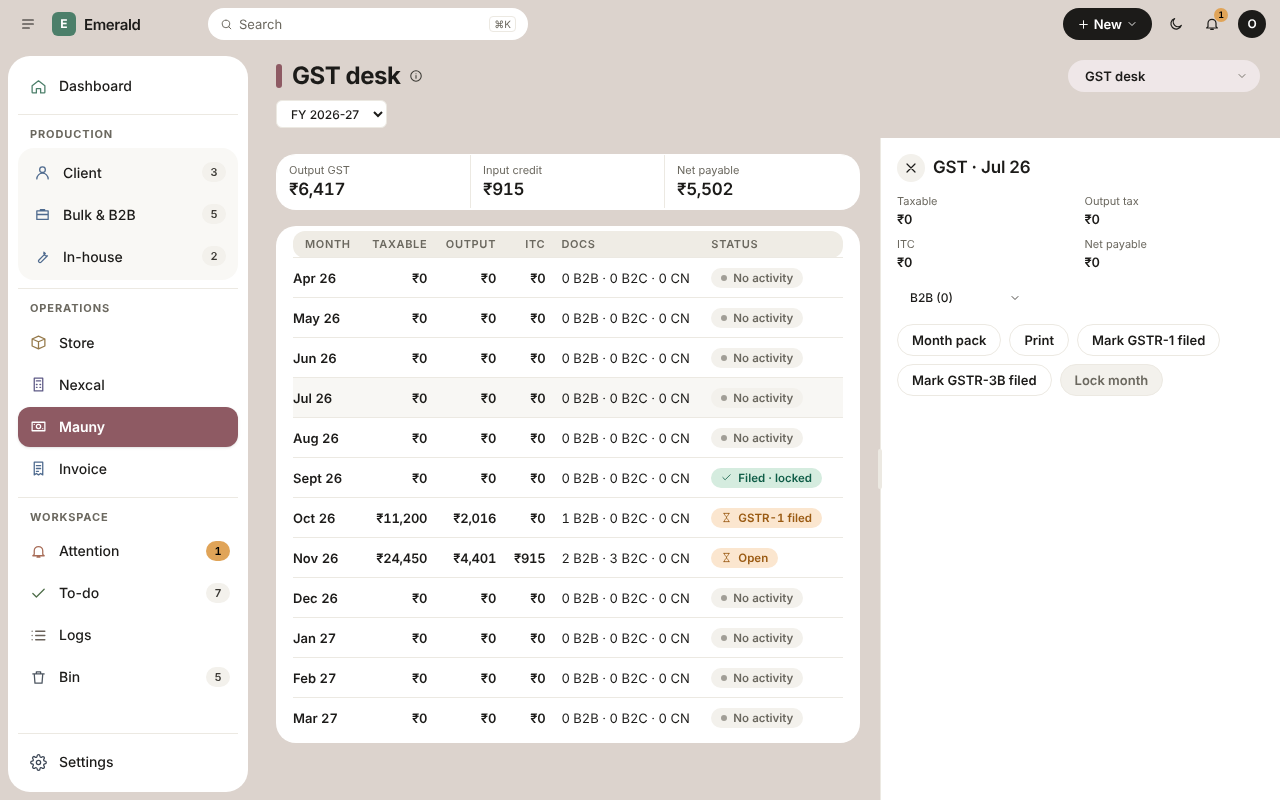 E Emerald
Search ⌘K
+ New
1
O
Dashboard
PRODUCTION
Client 3
Bulk & B2B 5
In-house 2
OPERATIONS
Store
Nexcal
Mauny
Invoice
WORKSPACE
Attention 1
To-do 7
Logs
Bin 5
Settings
GST desk
GST desk
FY 2026-27
Output GST
₹6,417
Input credit
₹915
Net payable
₹5,502
MONTH TAXABLE OUTPUT ITC DOCS STATUS
Apr 26 ₹0 ₹0 ₹0 0 B2B · 0 B2C · 0 CN No activity
May 26 ₹0 ₹0 ₹0 0 B2B · 0 B2C · 0 CN No activity
Jun 26 ₹0 ₹0 ₹0 0 B2B · 0 B2C · 0 CN No activity
Jul 26 ₹0 ₹0 ₹0 0 B2B · 0 B2C · 0 CN No activity
Aug 26 ₹0 ₹0 ₹0 0 B2B · 0 B2C · 0 CN No activity
Sept 26 ₹0 ₹0 ₹0 0 B2B · 0 B2C · 0 CN Filed · locked
Oct 26 ₹11,200 ₹2,016 ₹0 1 B2B · 0 B2C · 0 CN GSTR-1 filed
Nov 26 ₹24,450 ₹4,401 ₹915 2 B2B · 3 B2C · 0 CN Open
Dec 26 ₹0 ₹0 ₹0 0 B2B · 0 B2C · 0 CN No activity
Jan 27 ₹0 ₹0 ₹0 0 B2B · 0 B2C · 0 CN No activity
Feb 27 ₹0 ₹0 ₹0 0 B2B · 0 B2C · 0 CN No activity
Mar 27 ₹0 ₹0 ₹0 0 B2B · 0 B2C · 0 CN No activity
GST · Jul 26
Taxable Output tax
₹0 ₹0
ITC Net payable
₹0 ₹0
B2B (0)
Month pack Print Mark GSTR-1 filed
Mark GSTR-3B filed Lock month